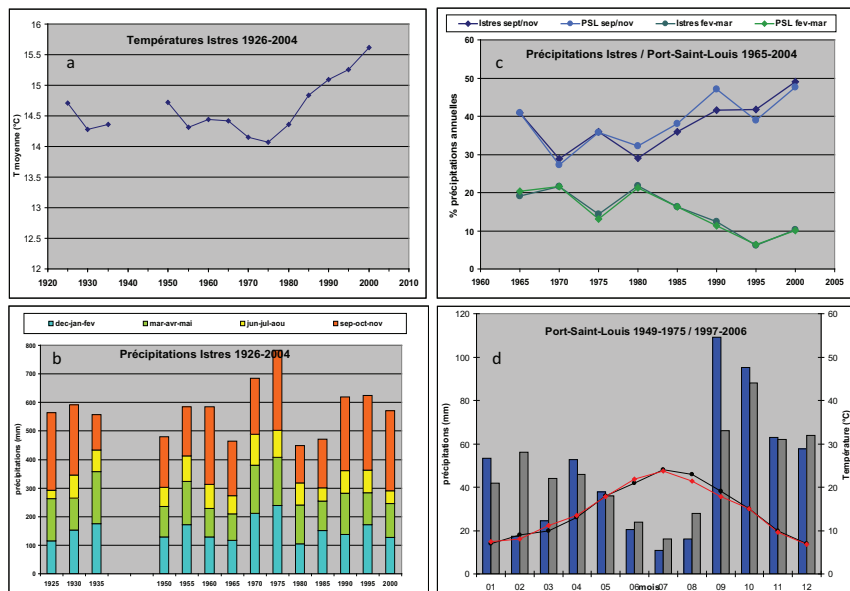 Températures Istres 1926-2004
a
T moyenne (°C)
16
15.5
15
14.5
14
13.5
13
12.5
12
1920 1930 1940 1950 1960 1970 1980 1990 2000 2010
Istres sept/nov PSL sep/nov Istres fev-mar PSL fev-mar
Précipitations Istres / Port-Saint-Louis 1965-2004
c
% précipitations annuelles
60
50
40
30
20
10
0
1960 1965 1970 1975 1980 1985 1990 1995 2000 2005
dec-jan-fev mar-avr-mai jun-jul-aou sep-oct-nov
b
Précipitations Istres 1926-2004
précipitations (mm)
800
700
600
500
400
300
200
100
0
1925 1930 1935 1950 1955 1960 1965 1970 1975 1980 1985 1990 1995 2000
Port-Saint-Louis 1949-1975 / 1997-2006
d
précipitations (mm)
120
100
80
60
40
20
0
Température (°C)
60
50
40
30
20
10
0
01 02 03 04 05 06 07 08 09 10 11 12
mois